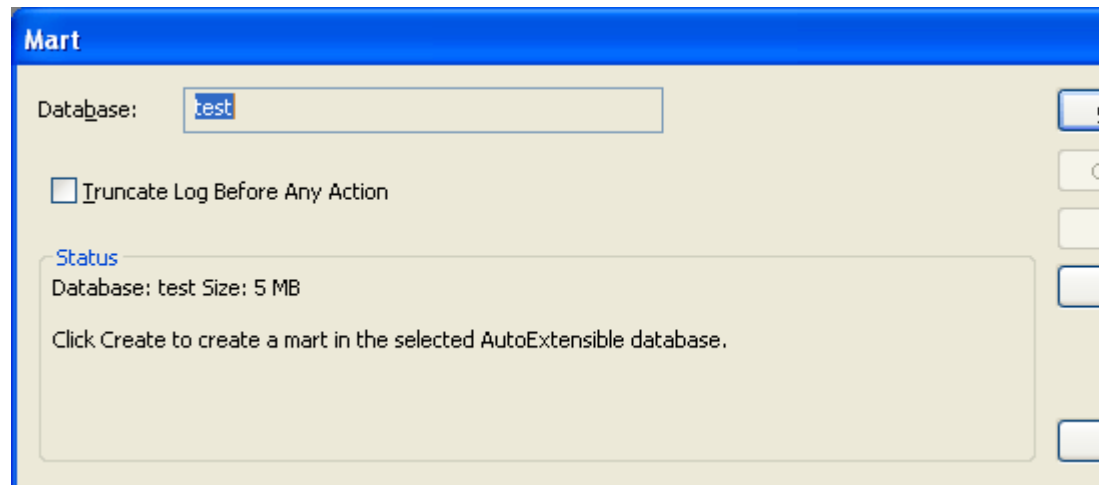 Mart
Database:
test
Truncate Log Before Any Action
Status
Database: test Size: 5 MB
Click Create to create a mart in the selected AutoExtensible database.